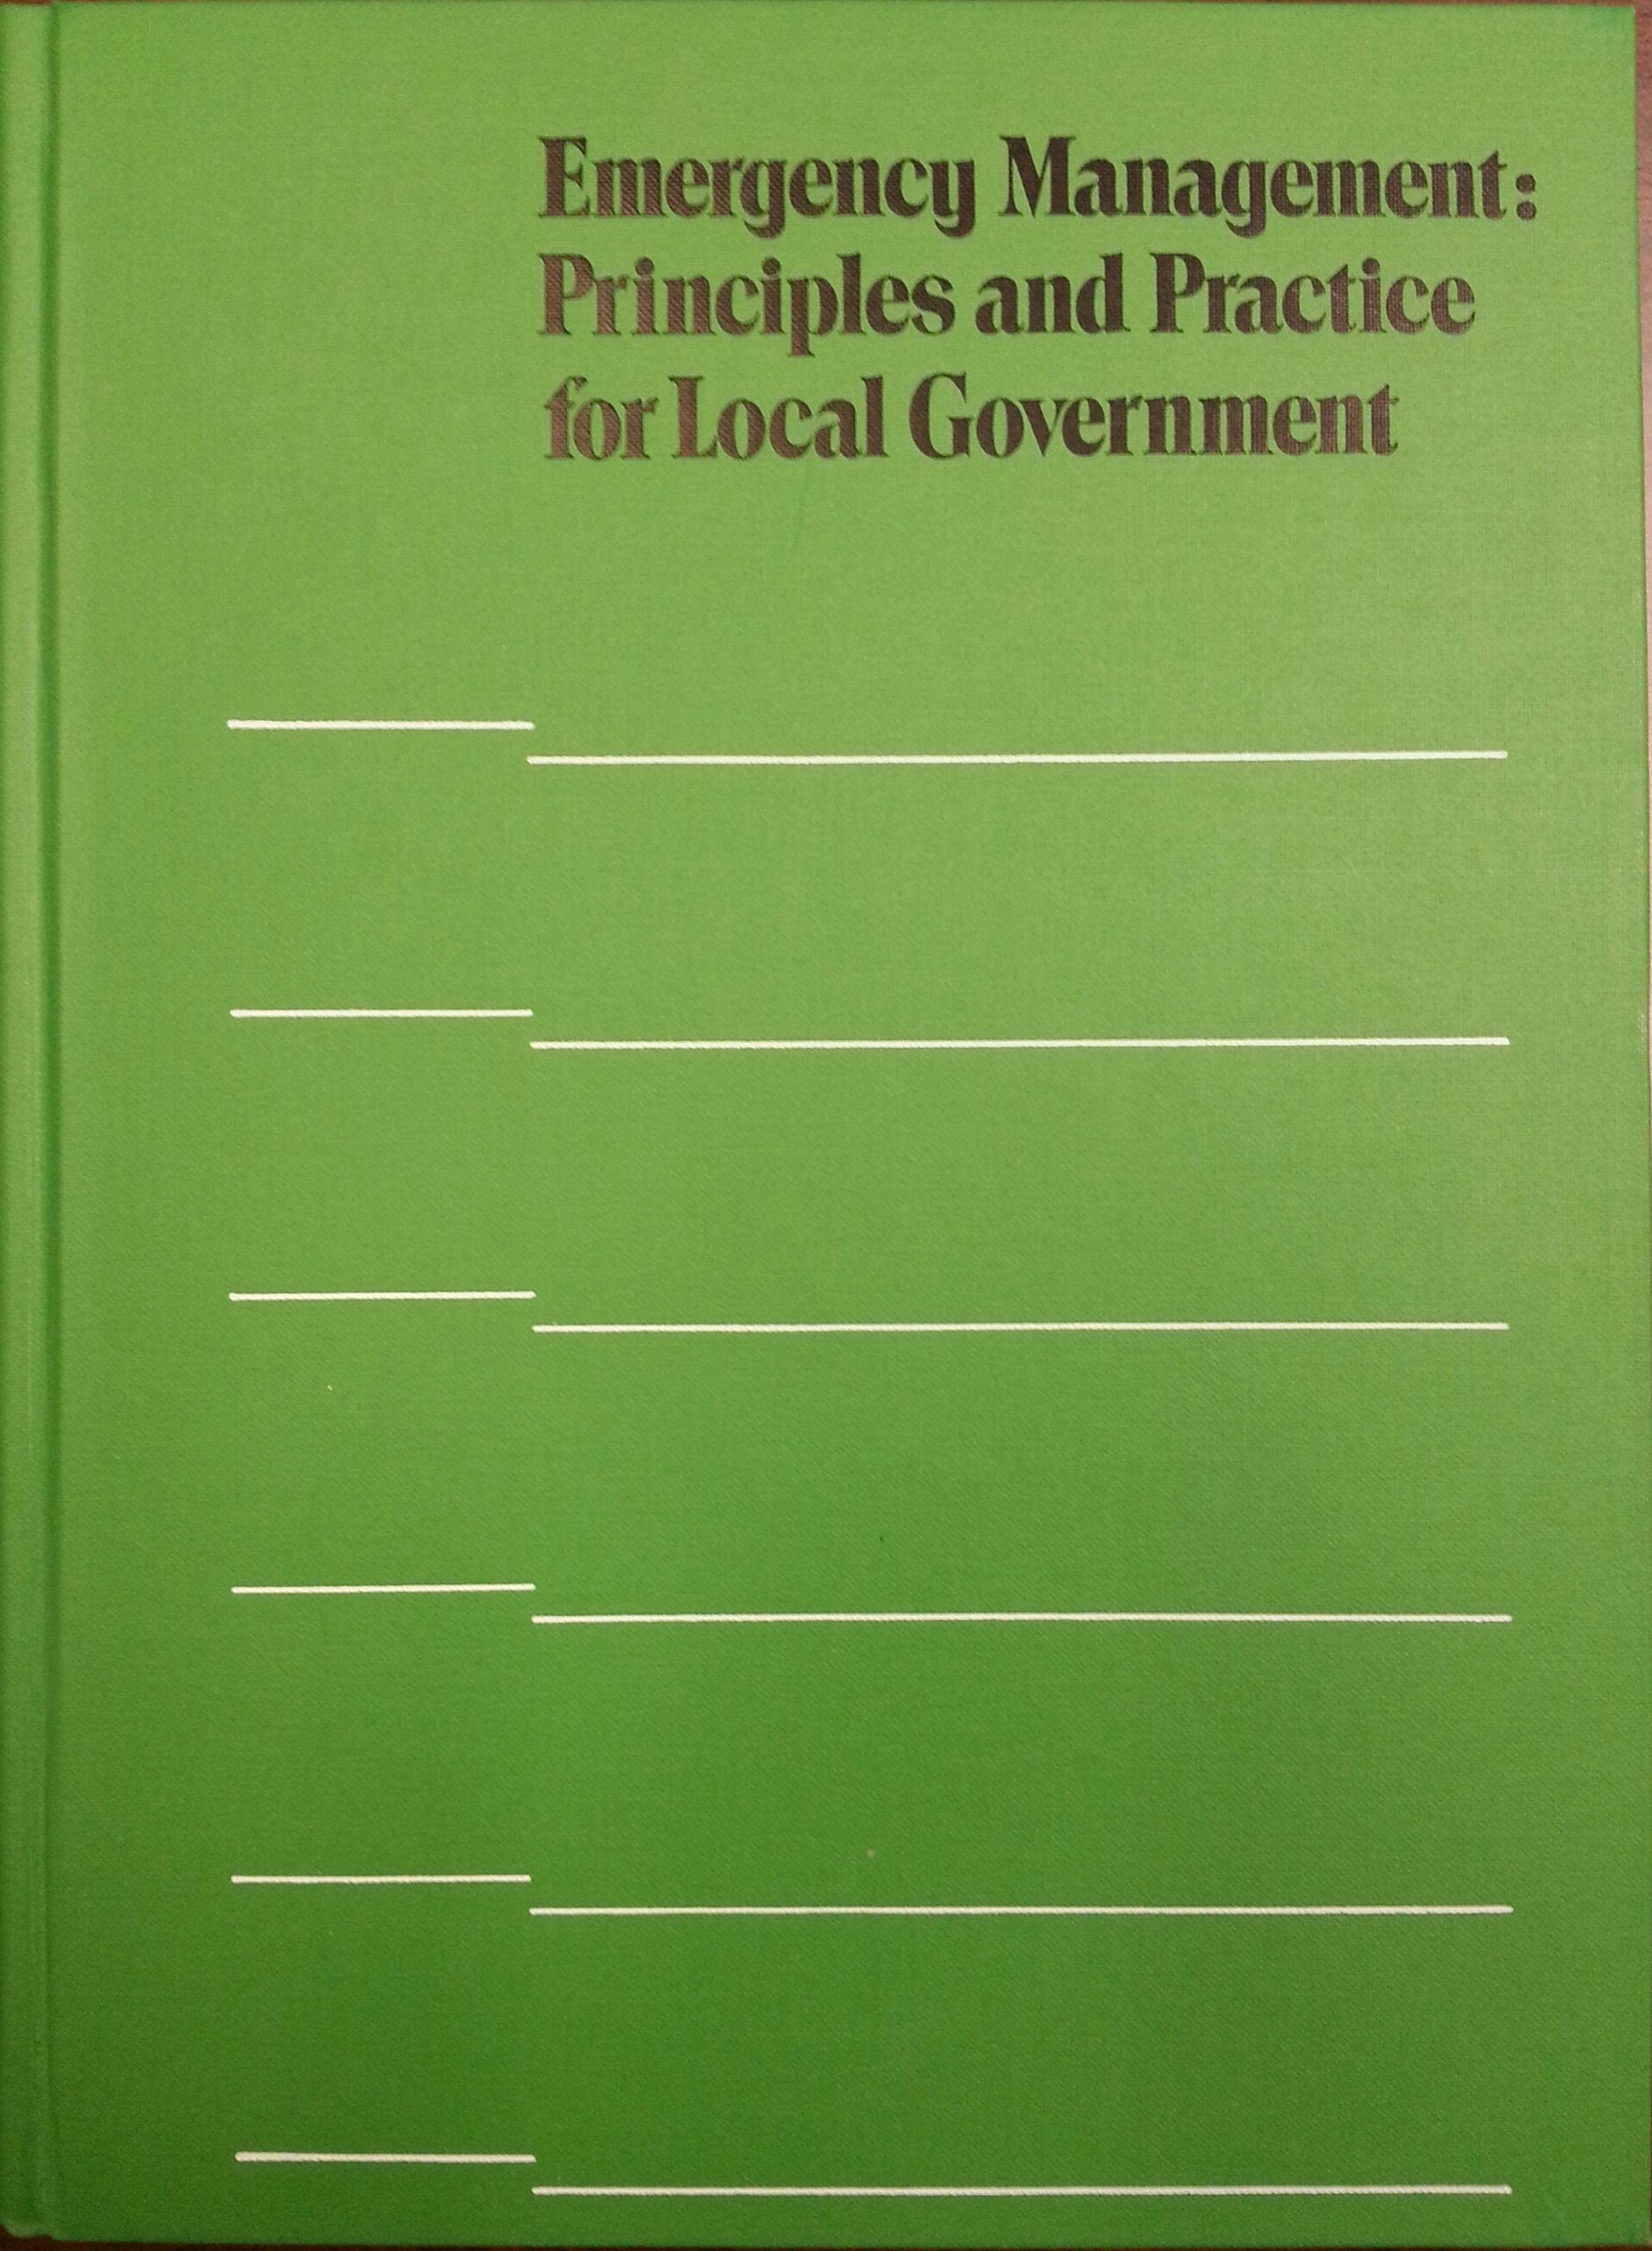 Emergency Management:
Principles and Practice
for Local Government